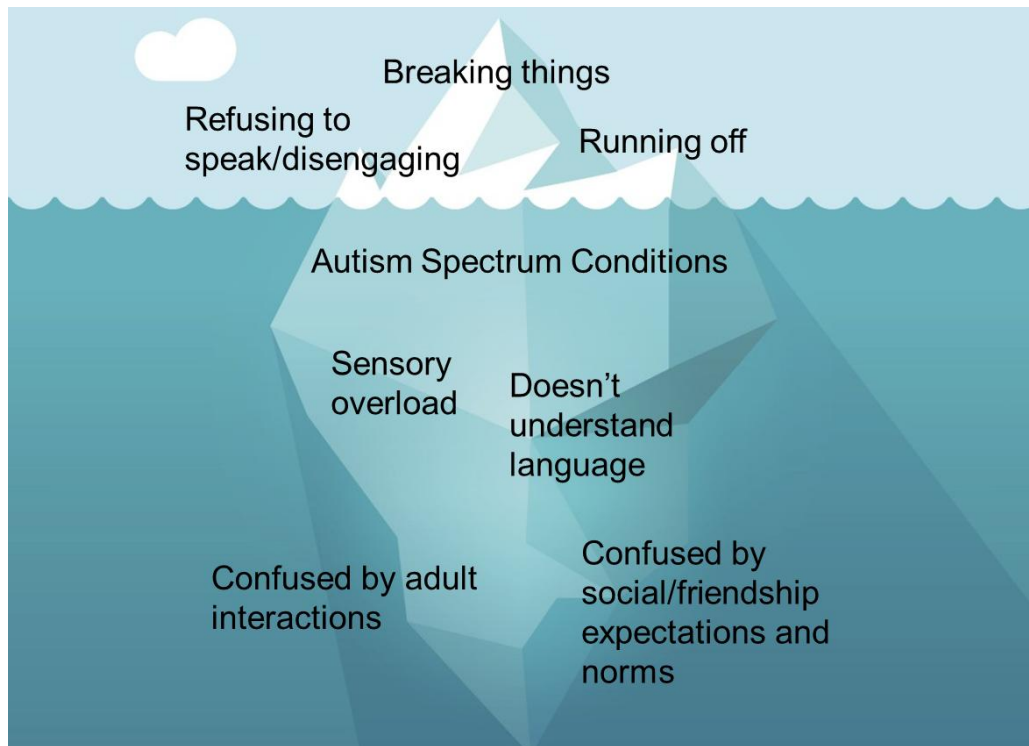 Breaking things
Refusing to
speak/disengaging
Running off
Autism Spectrum Conditions
Sensory
overload
Doesn’t
understand
language
Confused by adult
interactions
Confused by
social/friendship
expectations and
norms